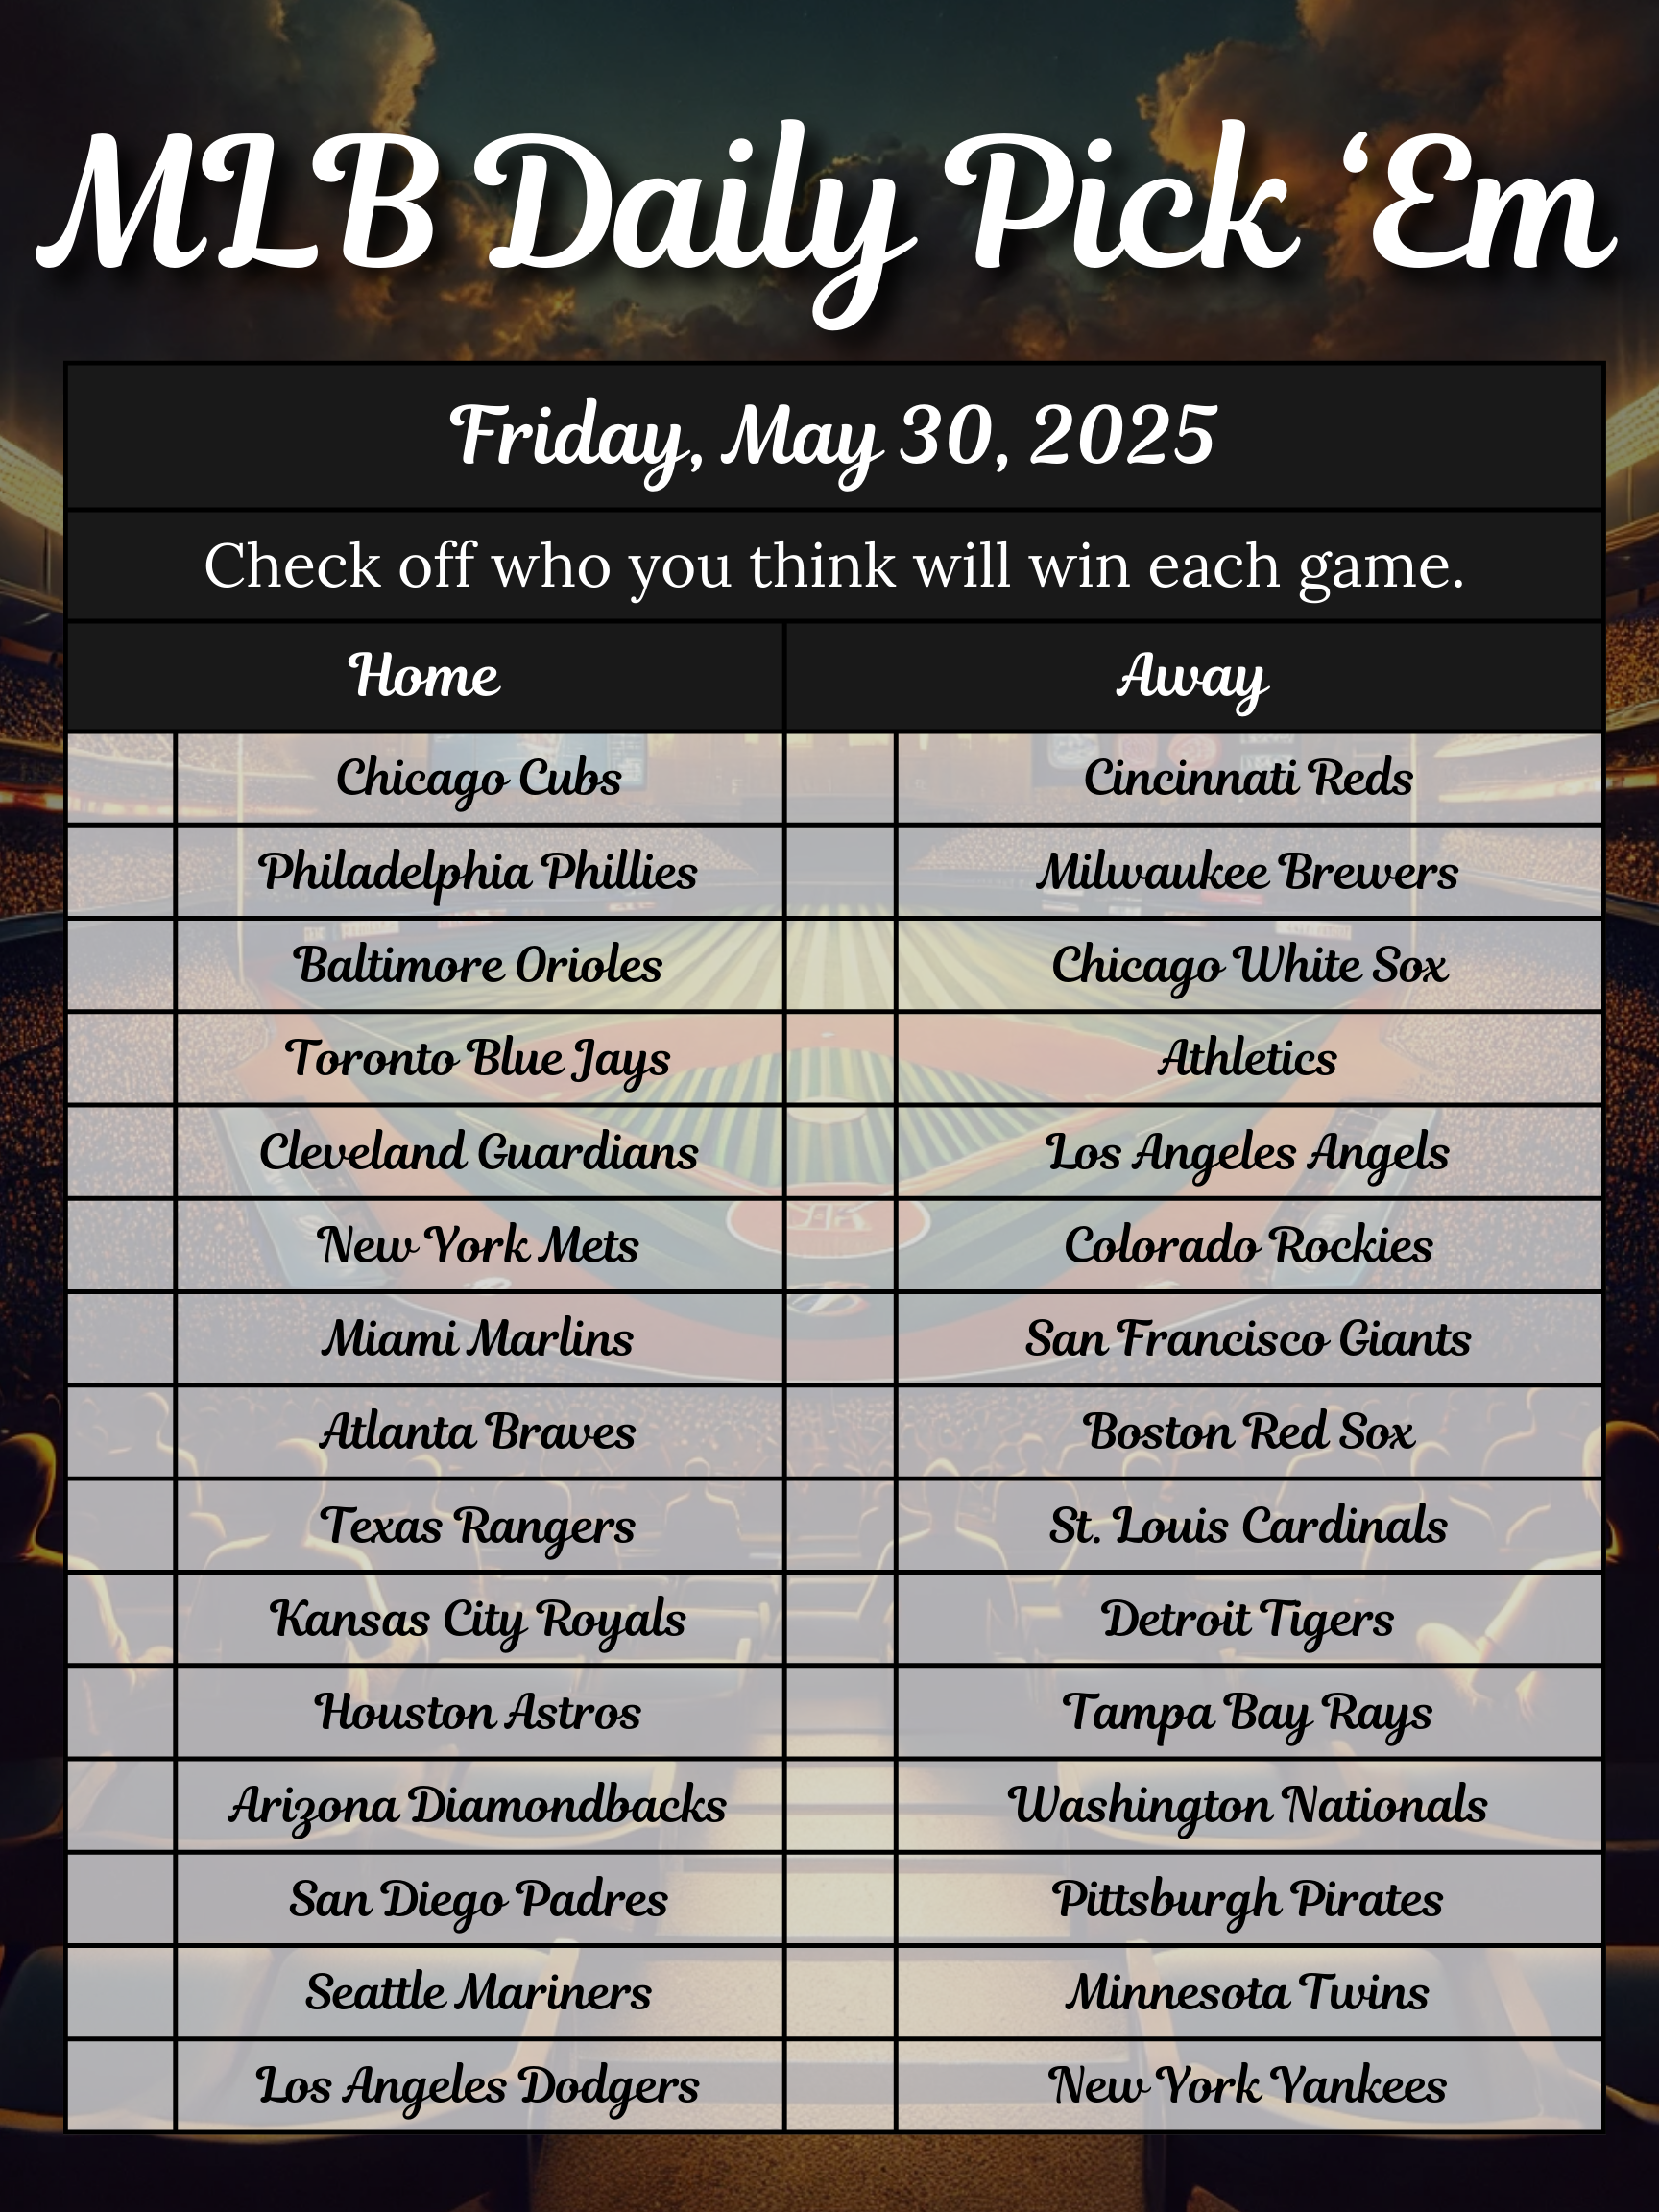 MLB Daily Pick ‘Em
Friday, May 30, 2025
Check off who you think will win each game.
Home Away
Chicago Cubs Cincinnati Reds
Philadelphia Phillies Milwaukee Brewers
Baltimore Orioles Chicago White Sox
Toronto Blue Jays Athletics
Cleveland Guardians Los Angeles Angels
New York Mets Colorado Rockies
Miami Marlins San Francisco Giants
Atlanta Braves Boston Red Sox
Texas Rangers St. Louis Cardinals
Kansas City Royals Detroit Tigers
Houston Astros Tampa Bay Rays
Arizona Diamondbacks Washington Nationals
San Diego Padres Pittsburgh Pirates
Seattle Mariners Minnesota Twins
Los Angeles Dodgers New York Yankees